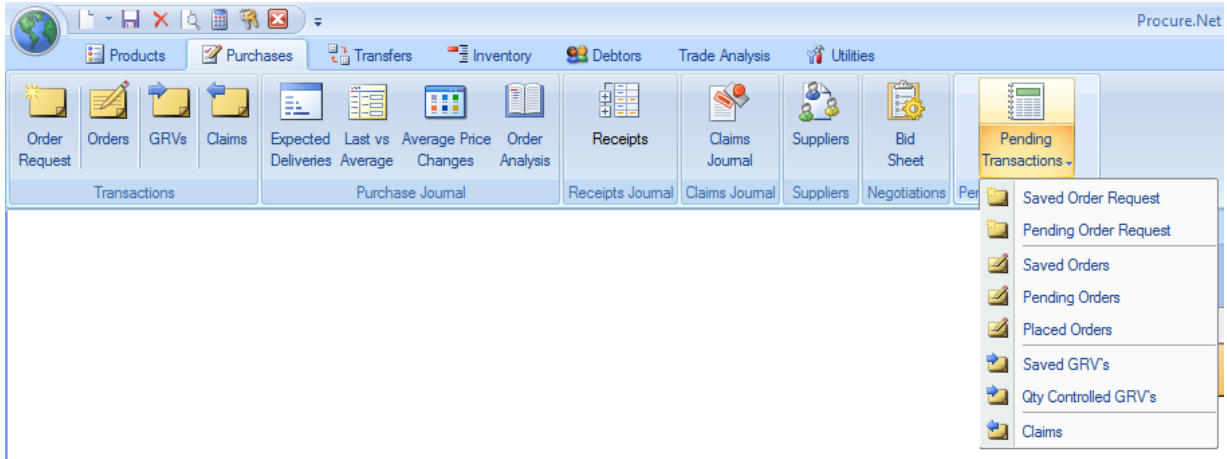 Procure.Net
Products Purchases Transfers Inventory Debtors Trade Analysis Utilities
Order Request
Orders
GRVs
Claims
Expected Deliveries
Last vs Average
Average Price Changes
Order Analysis
Receipts
Claims Journal
Suppliers
Bid Sheet
Pending Transactions
Transactions
Purchase Journal
Receipts Journal
Claims Journal
Suppliers
Negotiations
Saved Order Request
Pending Order Request
Saved Orders
Pending Orders
Placed Orders
Saved GRV`s
Qty Controlled GRV`s
Claims